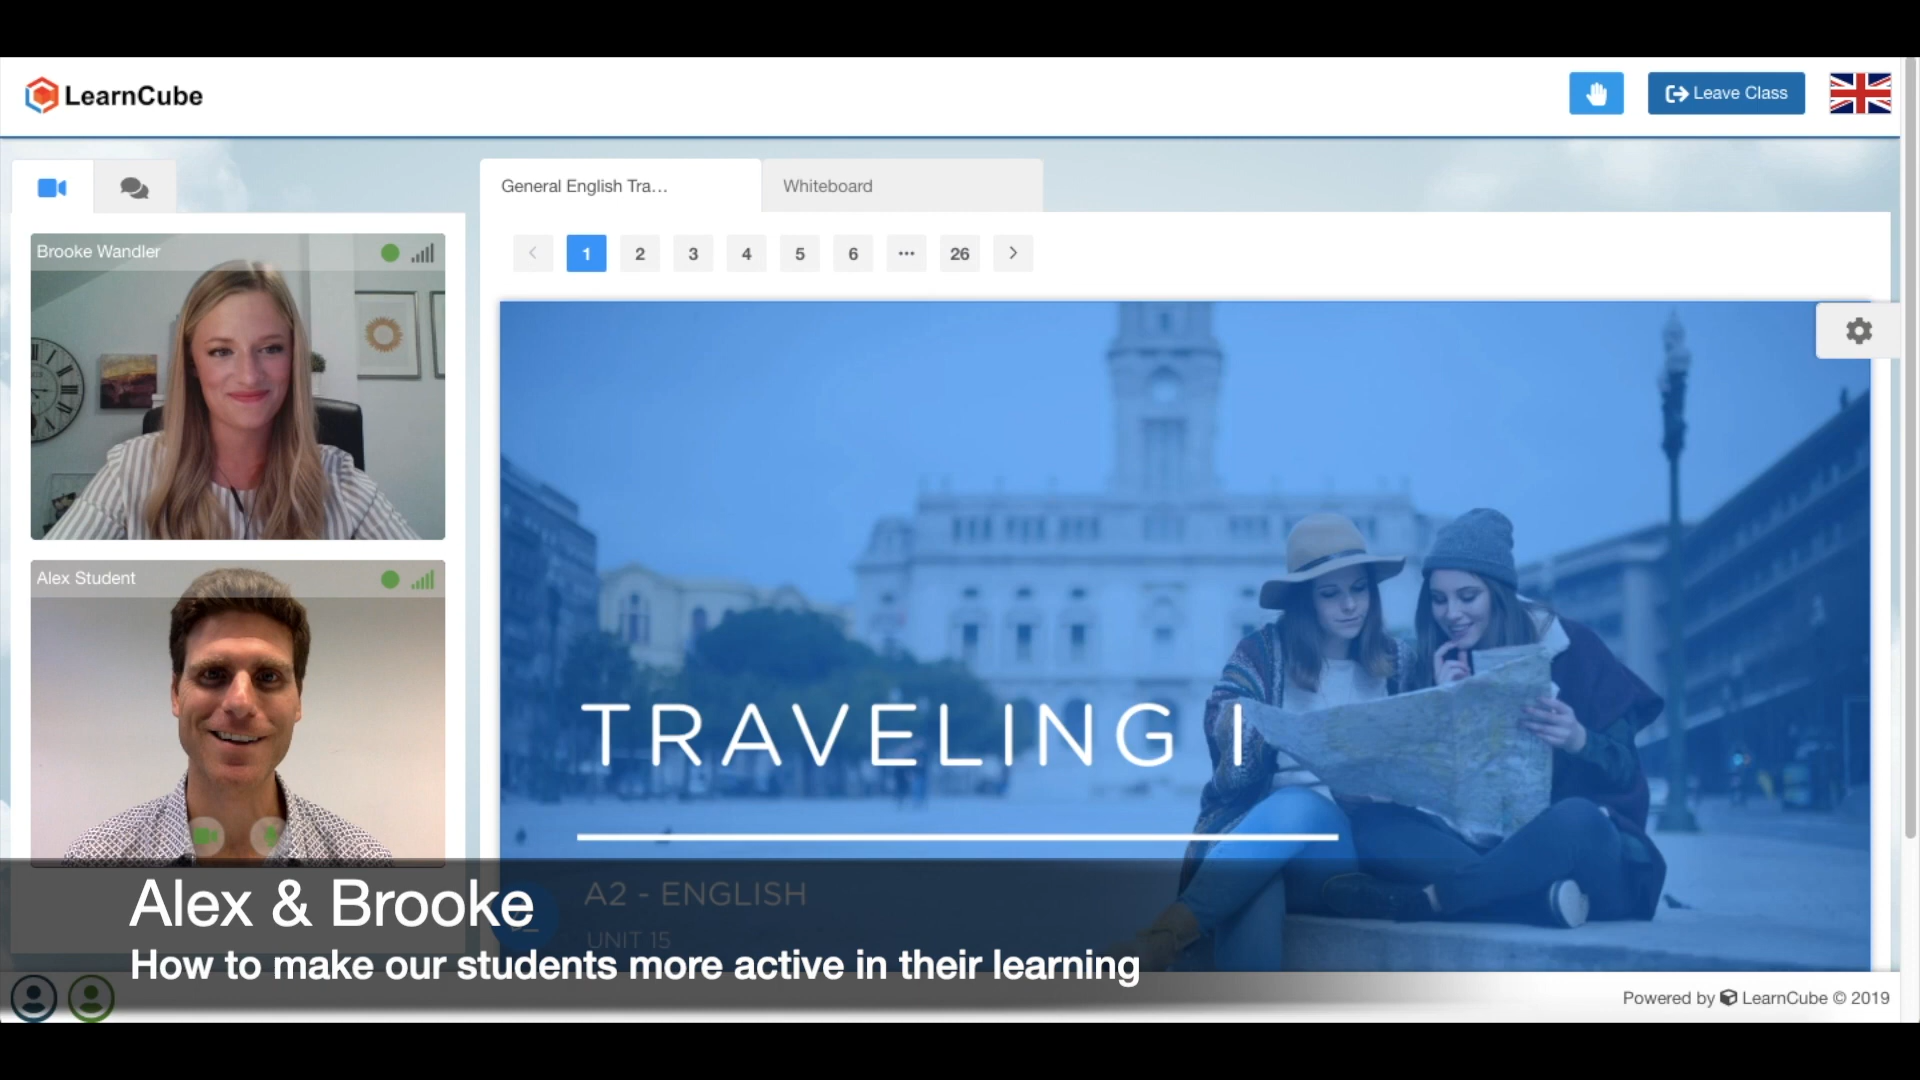 LearnCube
Leave Class
General English Tra...
Whiteboard
1 2 3 4 5 6 ... 26
Brooke Wandler
Alex Student
TRAVELING I
A2 - ENGLISH
UNIT 15
Alex & Brooke
How to make our students more active in their learning
Powered by LearnCube © 2019